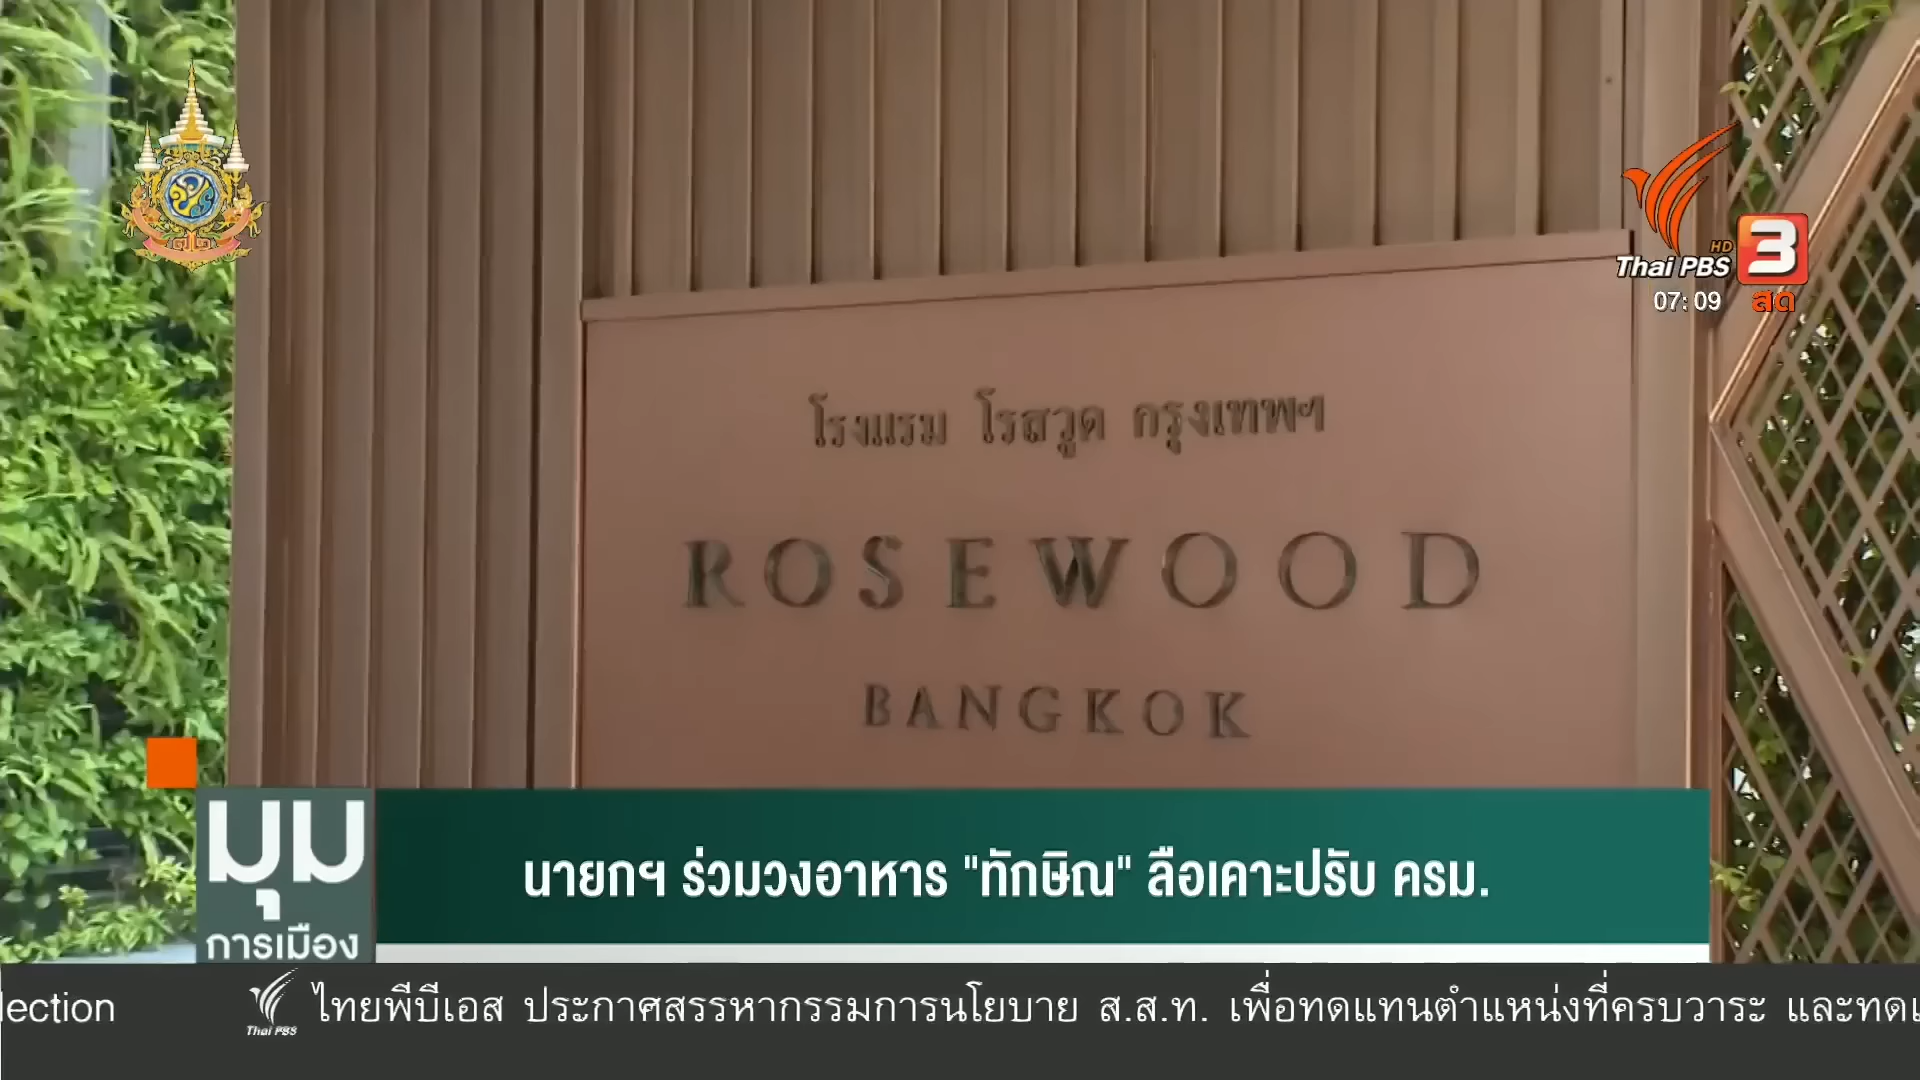 HD
Thai PBS 3
07:09 สด
โรงแรม โรสวูด กรุงเทพฯ
ROSEWOOD
BANGKOK
มุม
การเมือง
นายกฯ ร่วมวงอาหาร "ทักษิณ" ลือเคาะปรับ ครม.
lection Thai PBS ไทยพีบีเอส ประกาศสรรหากรรมการนโยบาย ส.ส.ท. เพื่อทดแทนตำแหน่งที่ครบวาระ และทดแ